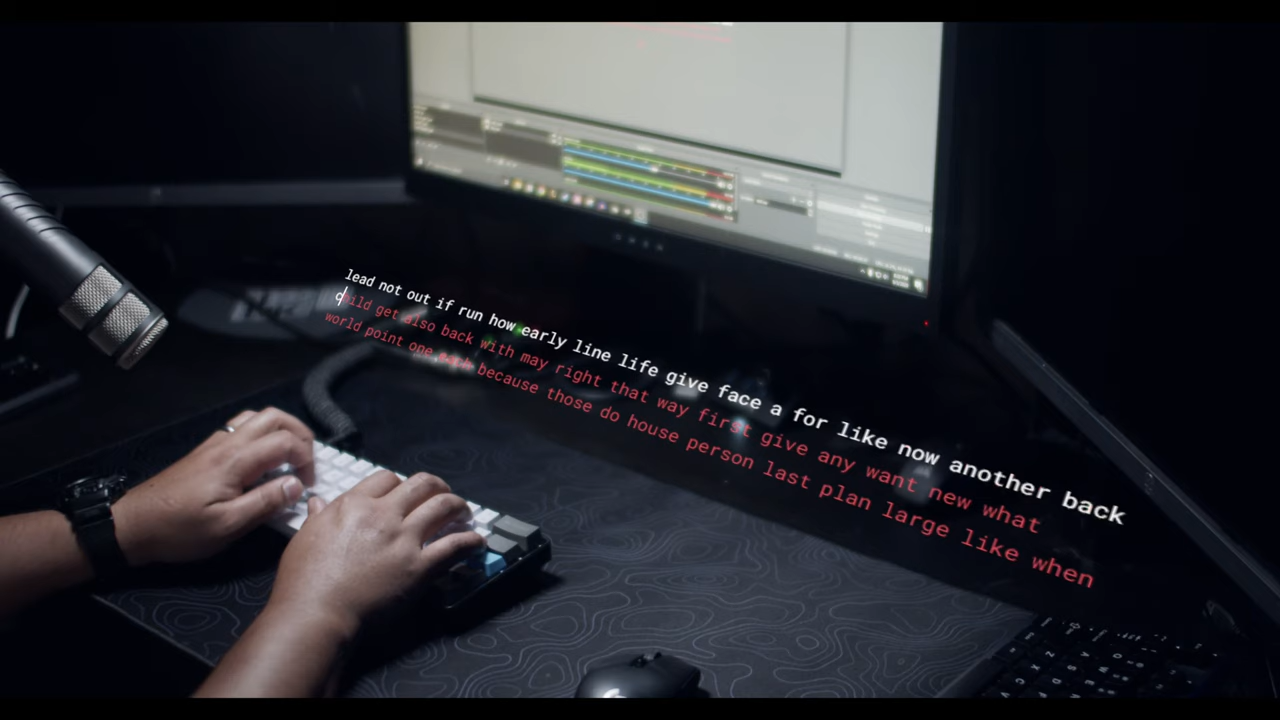 lead not out if run how early line life give face a for like now another back
child get also back with may right that way first give any want new what
world point one each because those do house person last plan large like when